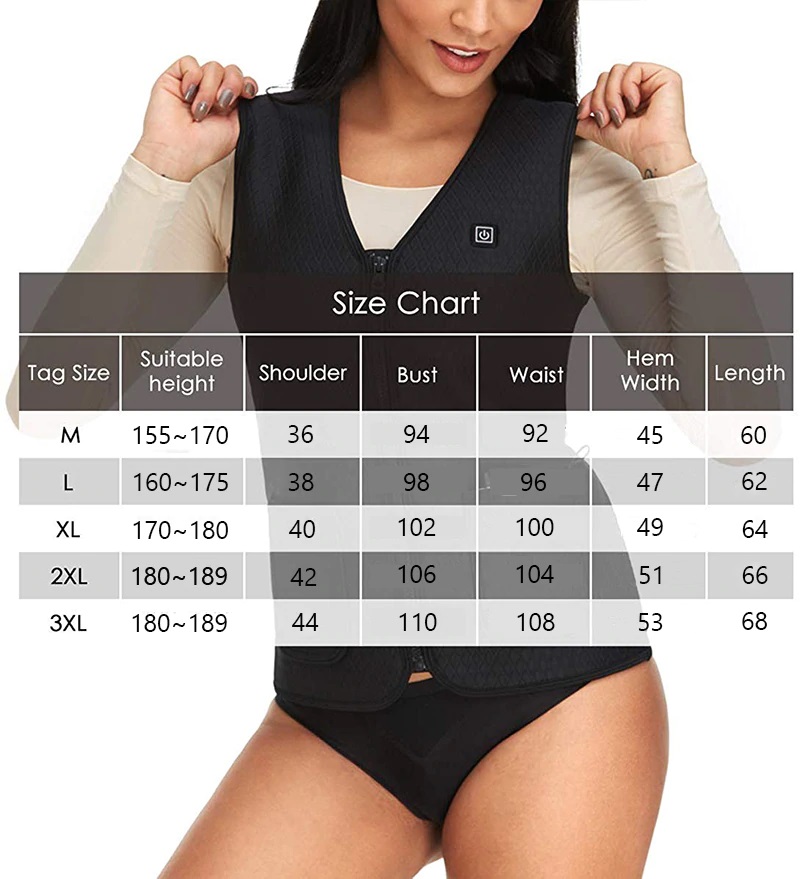 Size Chart
Tag Size Suitable height Shoulder Bust Waist Hem Width Length
M 155~170 36 94 92 45 60
L 160~175 38 98 96 47 62
XL 170~180 40 102 100 49 64
2XL 180~189 42 106 104 51 66
3XL 180~189 44 110 108 53 68